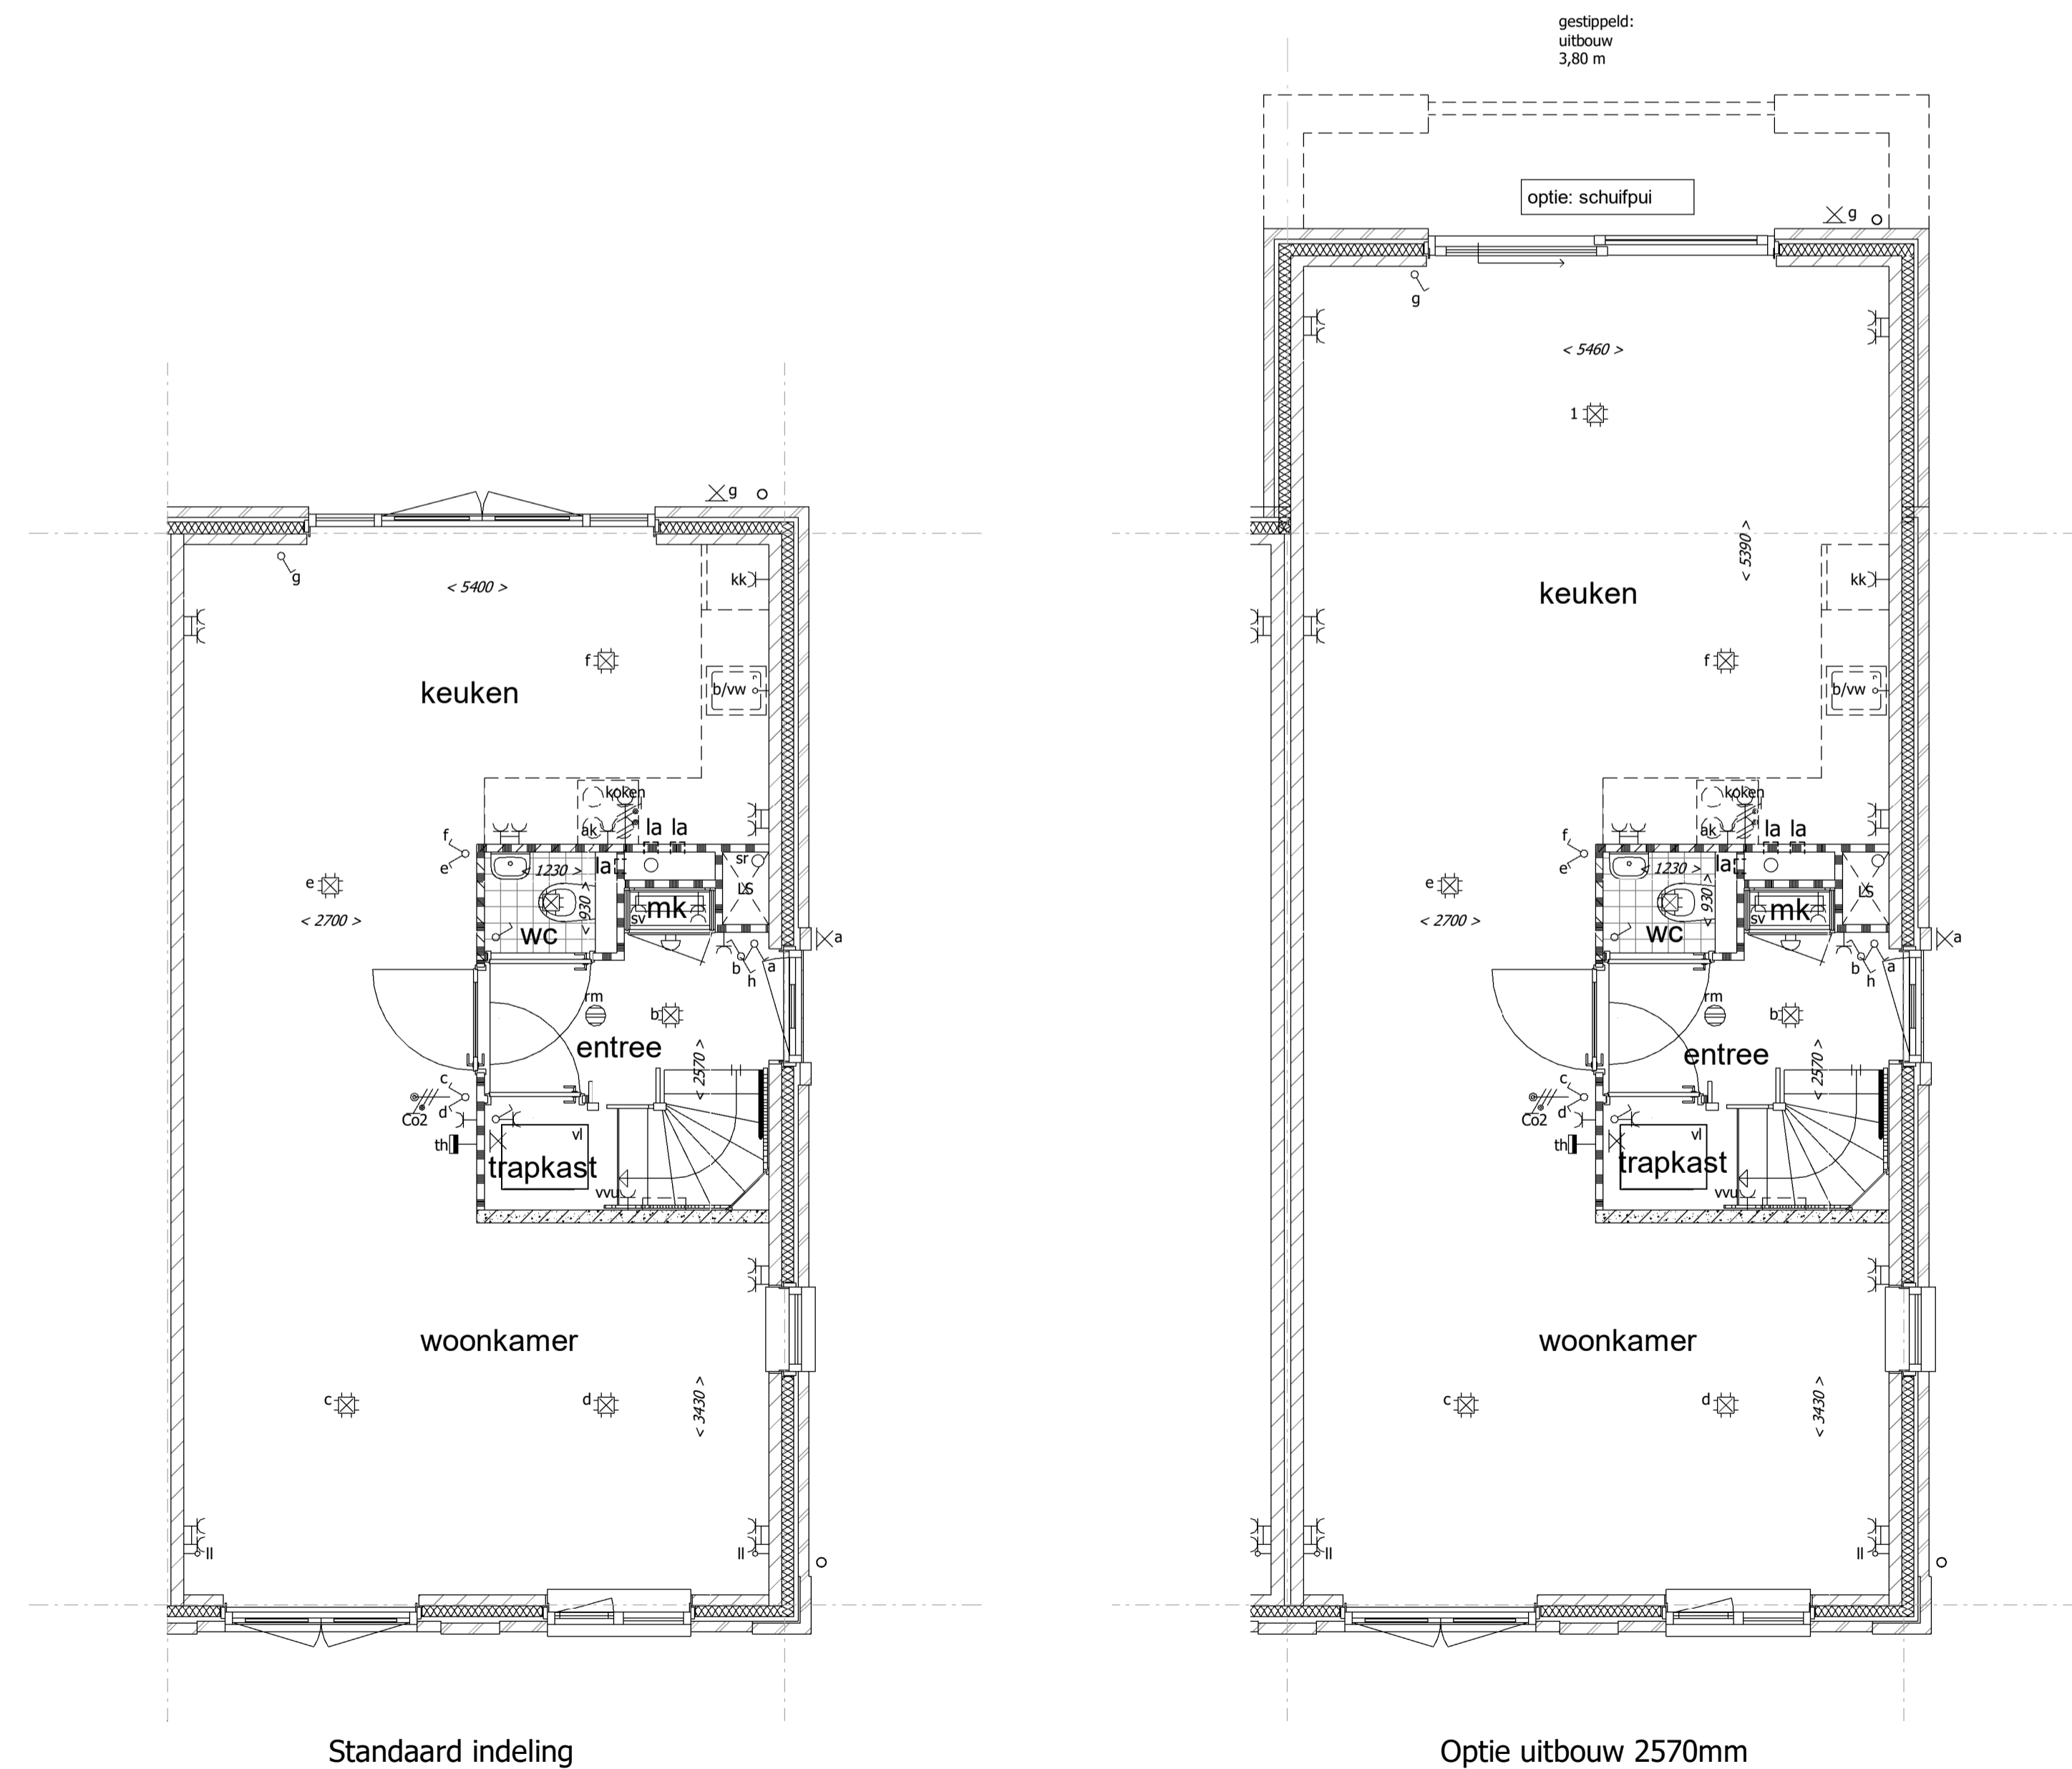 gestippeld:
uitbouw
3,80 m
optie: schuifpui
g
g
< 5460 >
1
g
g
< 5400 >
kk
f
keuken
b/vw
koken
ak
la la
f
e
e
< 2700 >
la
< 1230 >
< 930 >
sr
LS
mk
sv
wc
a
b
a
h
rm
b
entree
< 2570 >
c
d
Co2
th
vl
trapkast
vvu
woonkamer
c
d
< 3430 >
ll
ll
Standaard indeling
< 5390 >
keuken
kk
f
b/vw
koken
ak
la la
f
e
e
< 2700 >
la
< 1230 >
< 930 >
LS
mk
sv
wc
a
b
a
h
rm
b
entree
< 2570 >
c
d
Co2
th
vl
trapkast
vvu
woonkamer
c
d
< 3430 >
ll
ll
Optie uitbouw 2570mm